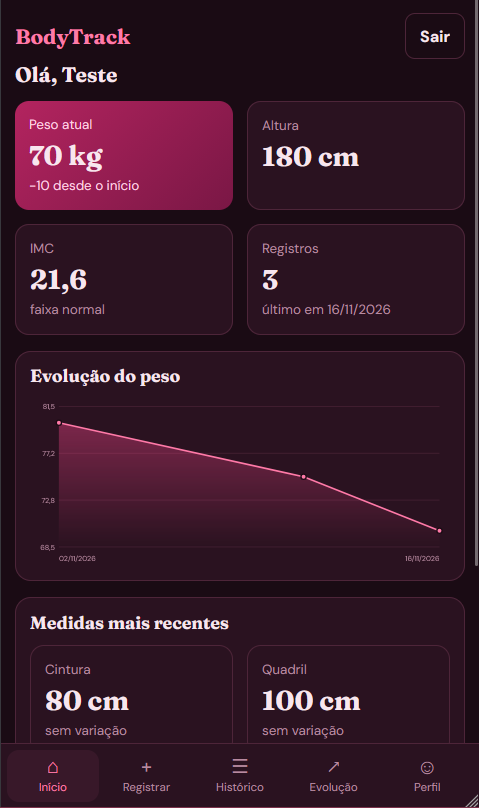 BodyTrack
Sair
Olá, Teste
Peso atual
70 kg
-10 desde o início
Altura
180 cm
IMC
21,6
faixa normal
Registros
3
último em 16/11/2026
Evolução do peso
81,5
77,2
72,8
68,5
02/11/2026
16/11/2026
Medidas mais recentes
Cintura
80 cm
sem variação
Quadril
100 cm
sem variação
Início
Registrar
Histórico
Evolução
Perfil